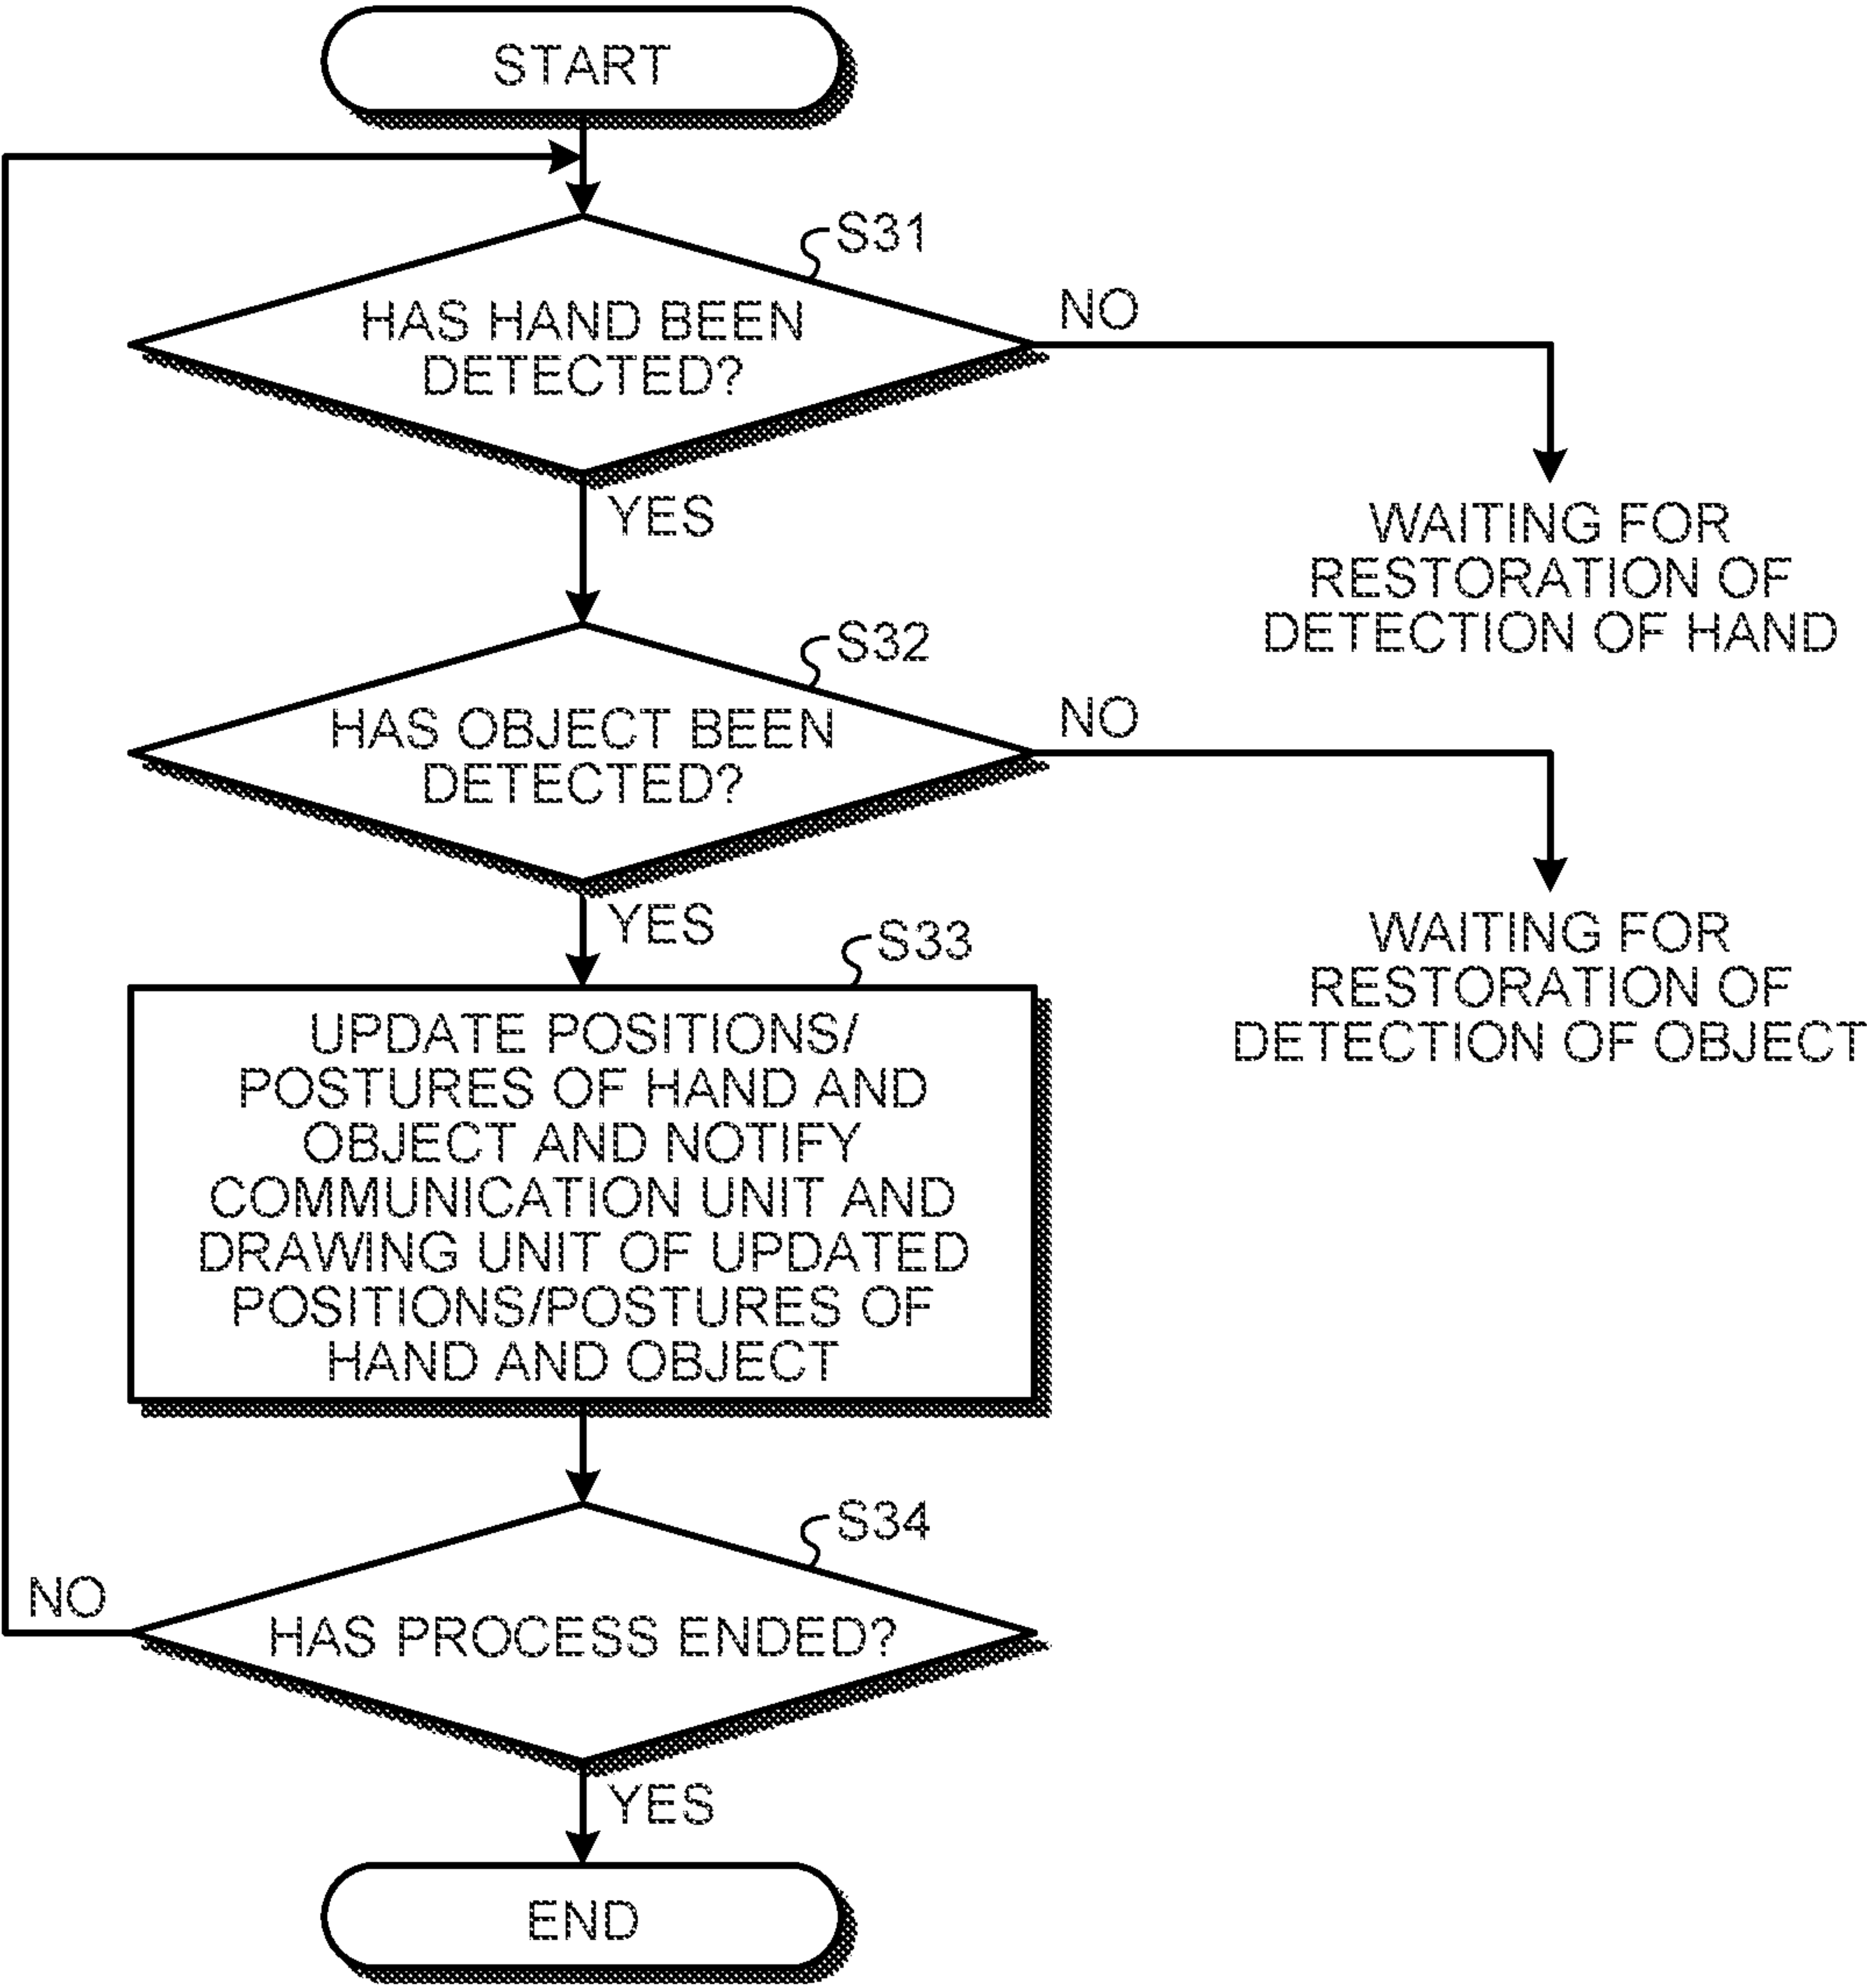 START
S31
HAS HAND BEEN
DETECTED?
NO
YES
WAITING FOR
RESTORATION OF
DETECTION OF HAND
S32
HAS OBJECT BEEN
DETECTED?
NO
YES
WAITING FOR
RESTORATION OF
DETECTION OF OBJECT
S33
UPDATE POSITIONS/
POSTURES OF HAND AND
OBJECT AND NOTIFY
COMMUNICATION UNIT AND
DRAWING UNIT OF UPDATED
POSITIONS/POSTURES OF
HAND AND OBJECT
S34
NO
HAS PROCESS ENDED?
YES
END